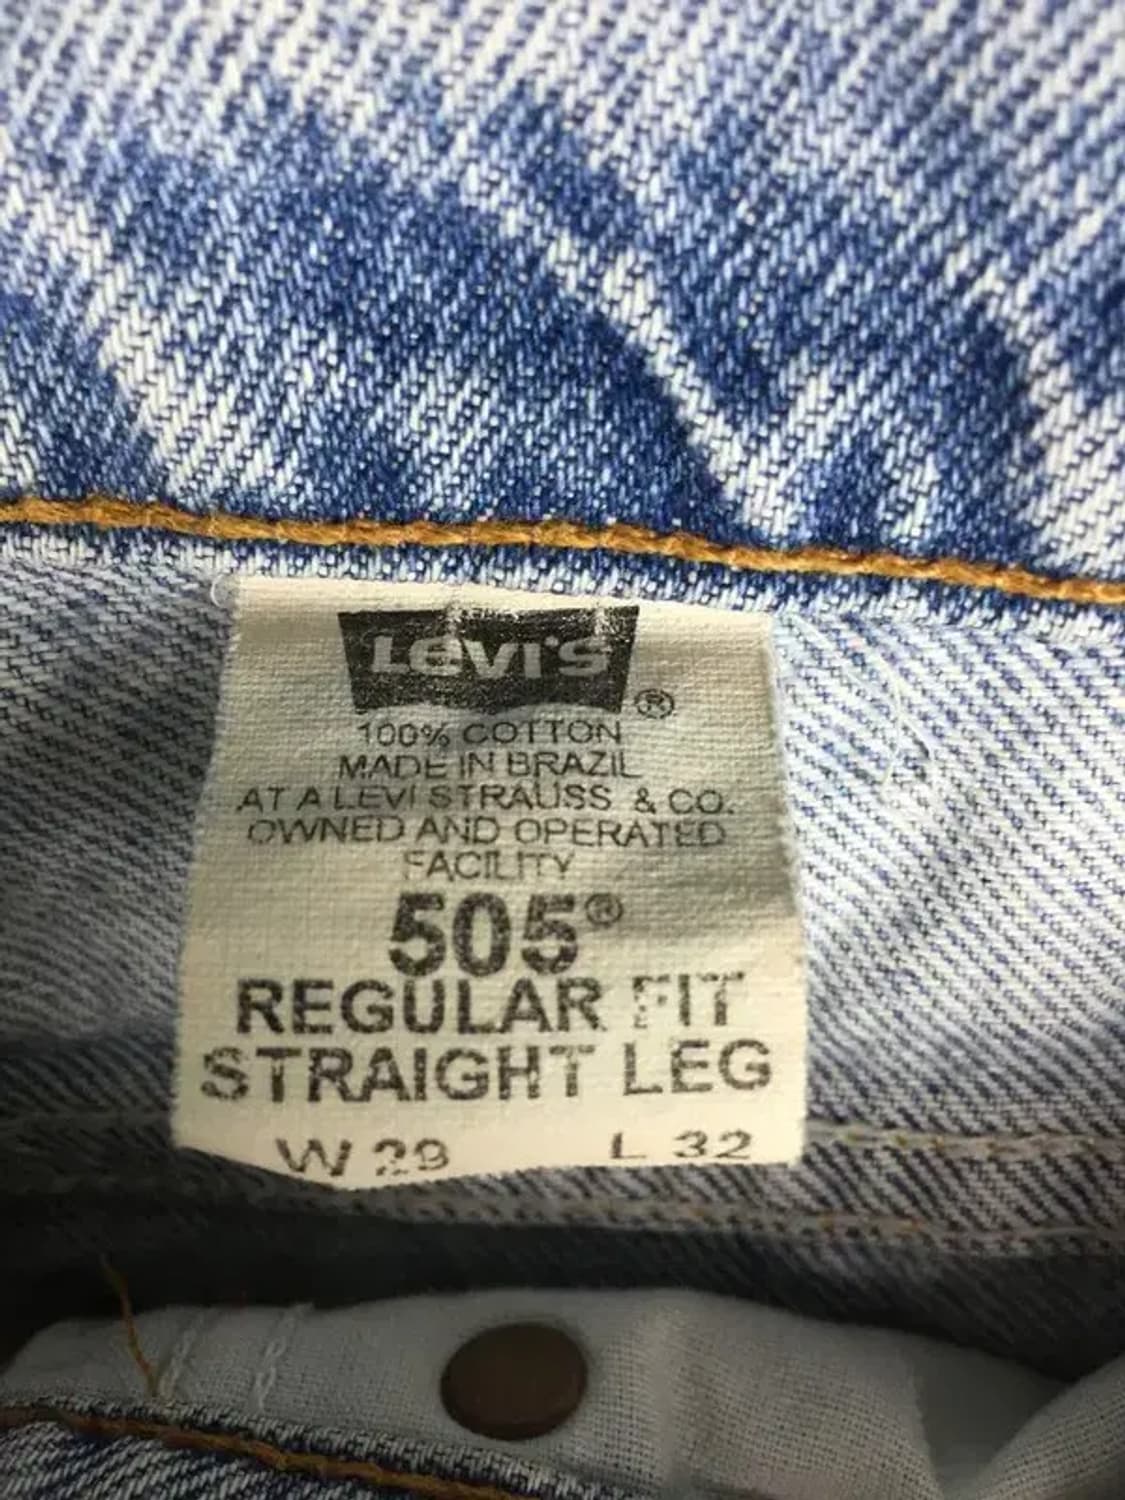 LEVI'S ®
100% COTTON
MADE IN BRAZIL
AT A LEVI STRAUSS & CO.
OWNED AND OPERATED
FACILITY
505®
REGULAR FIT
STRAIGHT LEG
W 29 L 32